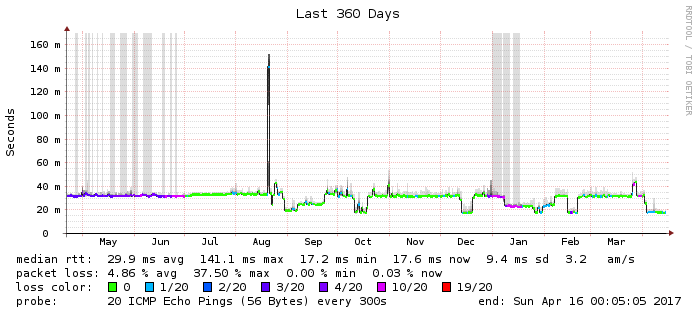 Last 360 Days
RRDTOOL / TOBI OETIKER
Seconds
160 m
140 m
120 m
100 m
80 m
60 m
40 m
20 m
0
May Jun Jul Aug Sep Oct Nov Dec Jan Feb Mar
median rtt: 29.9 ms avg 141.1 ms max 17.2 ms min 17.6 ms now 9.4 ms sd 3.2 am/s
packet loss: 4.86 % avg 37.50 % max 0.00 % min 0.03 % now
loss color: 0 1/20 2/20 3/20 4/20 10/20 19/20
probe: 20 ICMP Echo Pings (56 Bytes) every 300s end: Sun Apr 16 00:05:05 2017